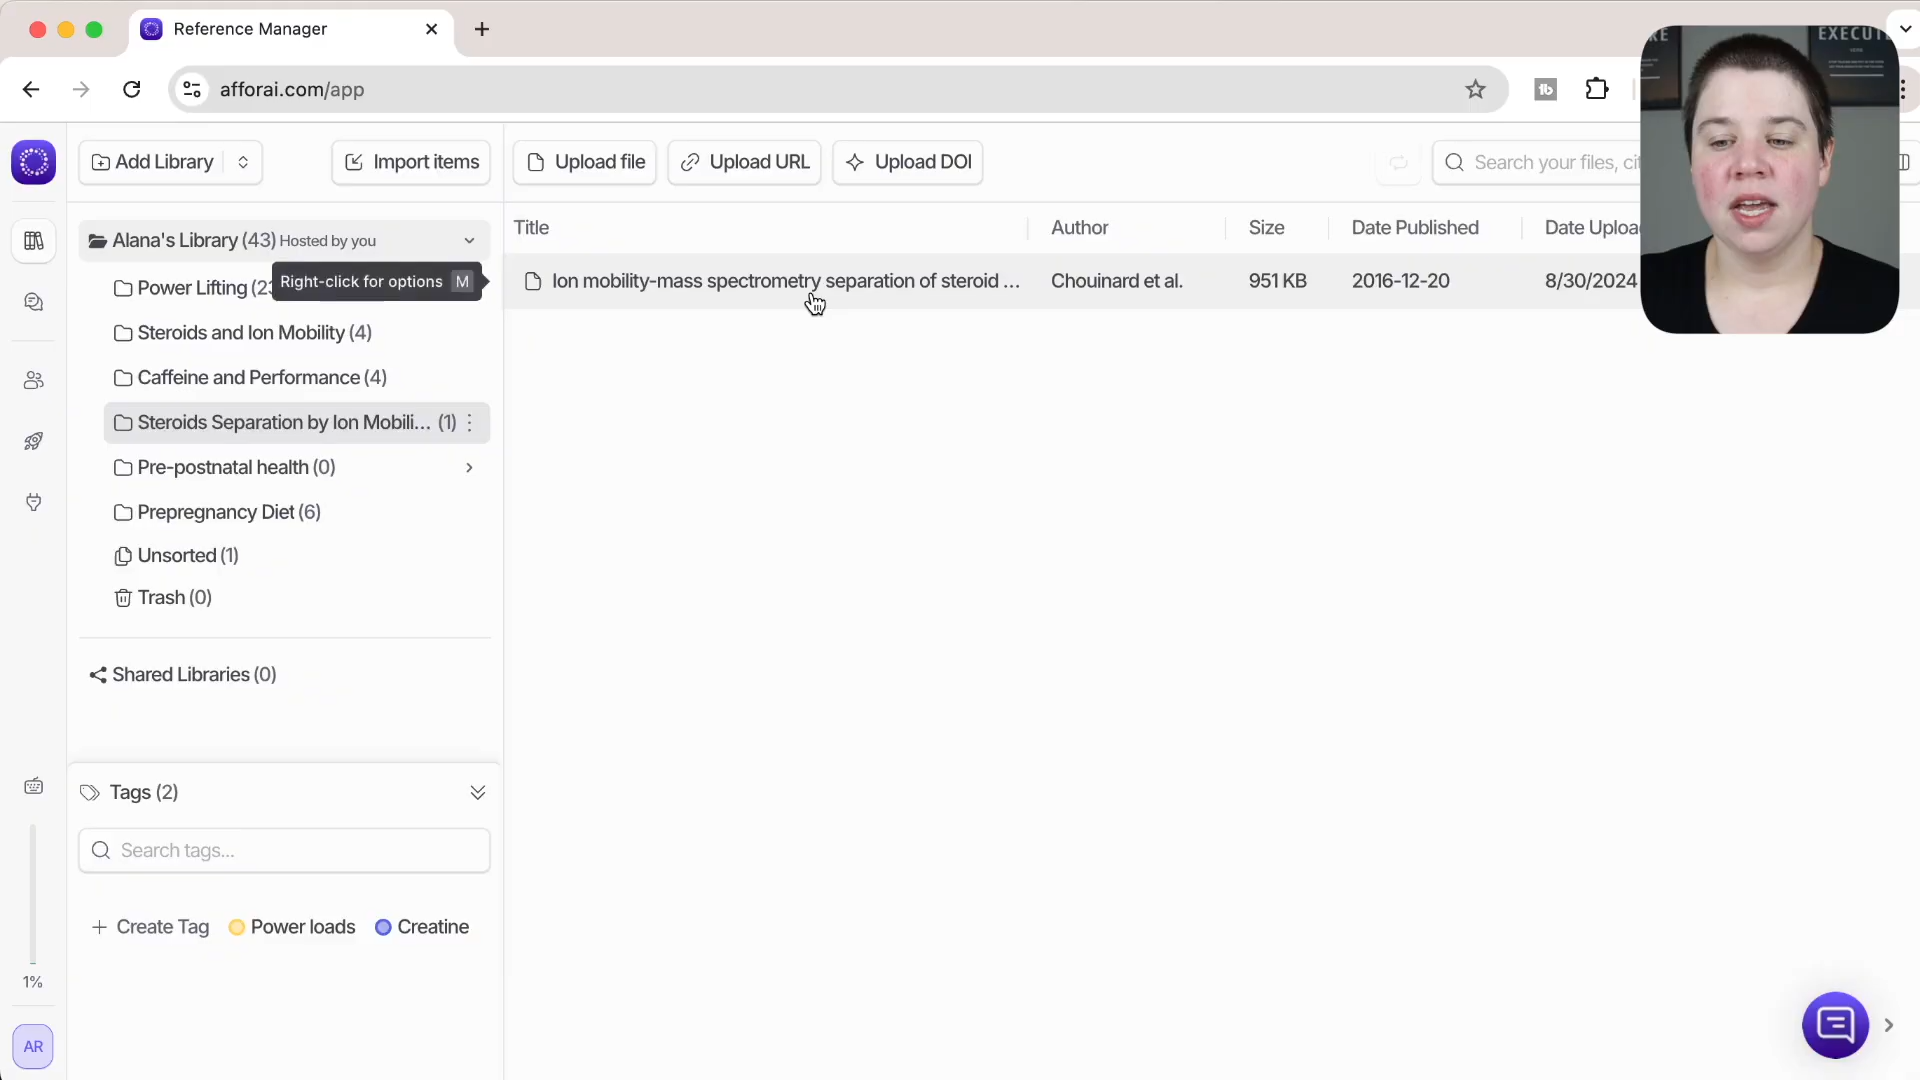 Reference Manager
afforai.com/app
Add Library
Import items
Upload file
Upload URL
Upload DOI
Search your files, cit
EXECUT
Title
Author
Size
Date Published
Date Uploa
Alana's Library (43) Hosted by you
Right-click for options M
Ion mobility-mass spectrometry separation of steroid ...
Chouinard et al.
951 KB
2016-12-20
8/30/2024
Power Lifting (23
Steroids and Ion Mobility (4)
Caffeine and Performance (4)
Steroids Separation by Ion Mobili... (1)
Pre-postnatal health (0)
Prepregnancy Diet (6)
Unsorted (1)
Trash (0)
Shared Libraries (0)
Tags (2)
Search tags...
Create Tag
Power loads
Creatine
1%
AR